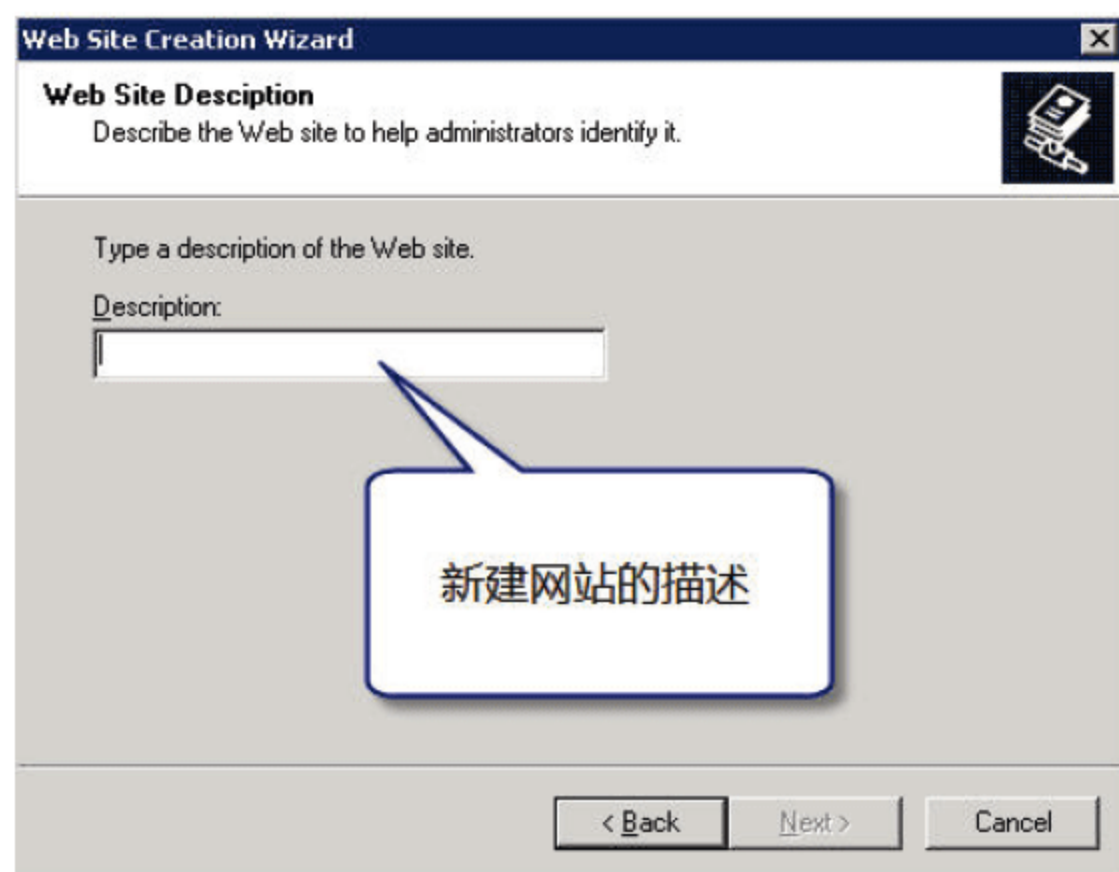 Web Site Creation Wizard
Web Site Desciption
Describe the Web site to help administrators identify it.
Type a description of the Web site.
Description:
新建网站的描述
< Back Next > Cancel